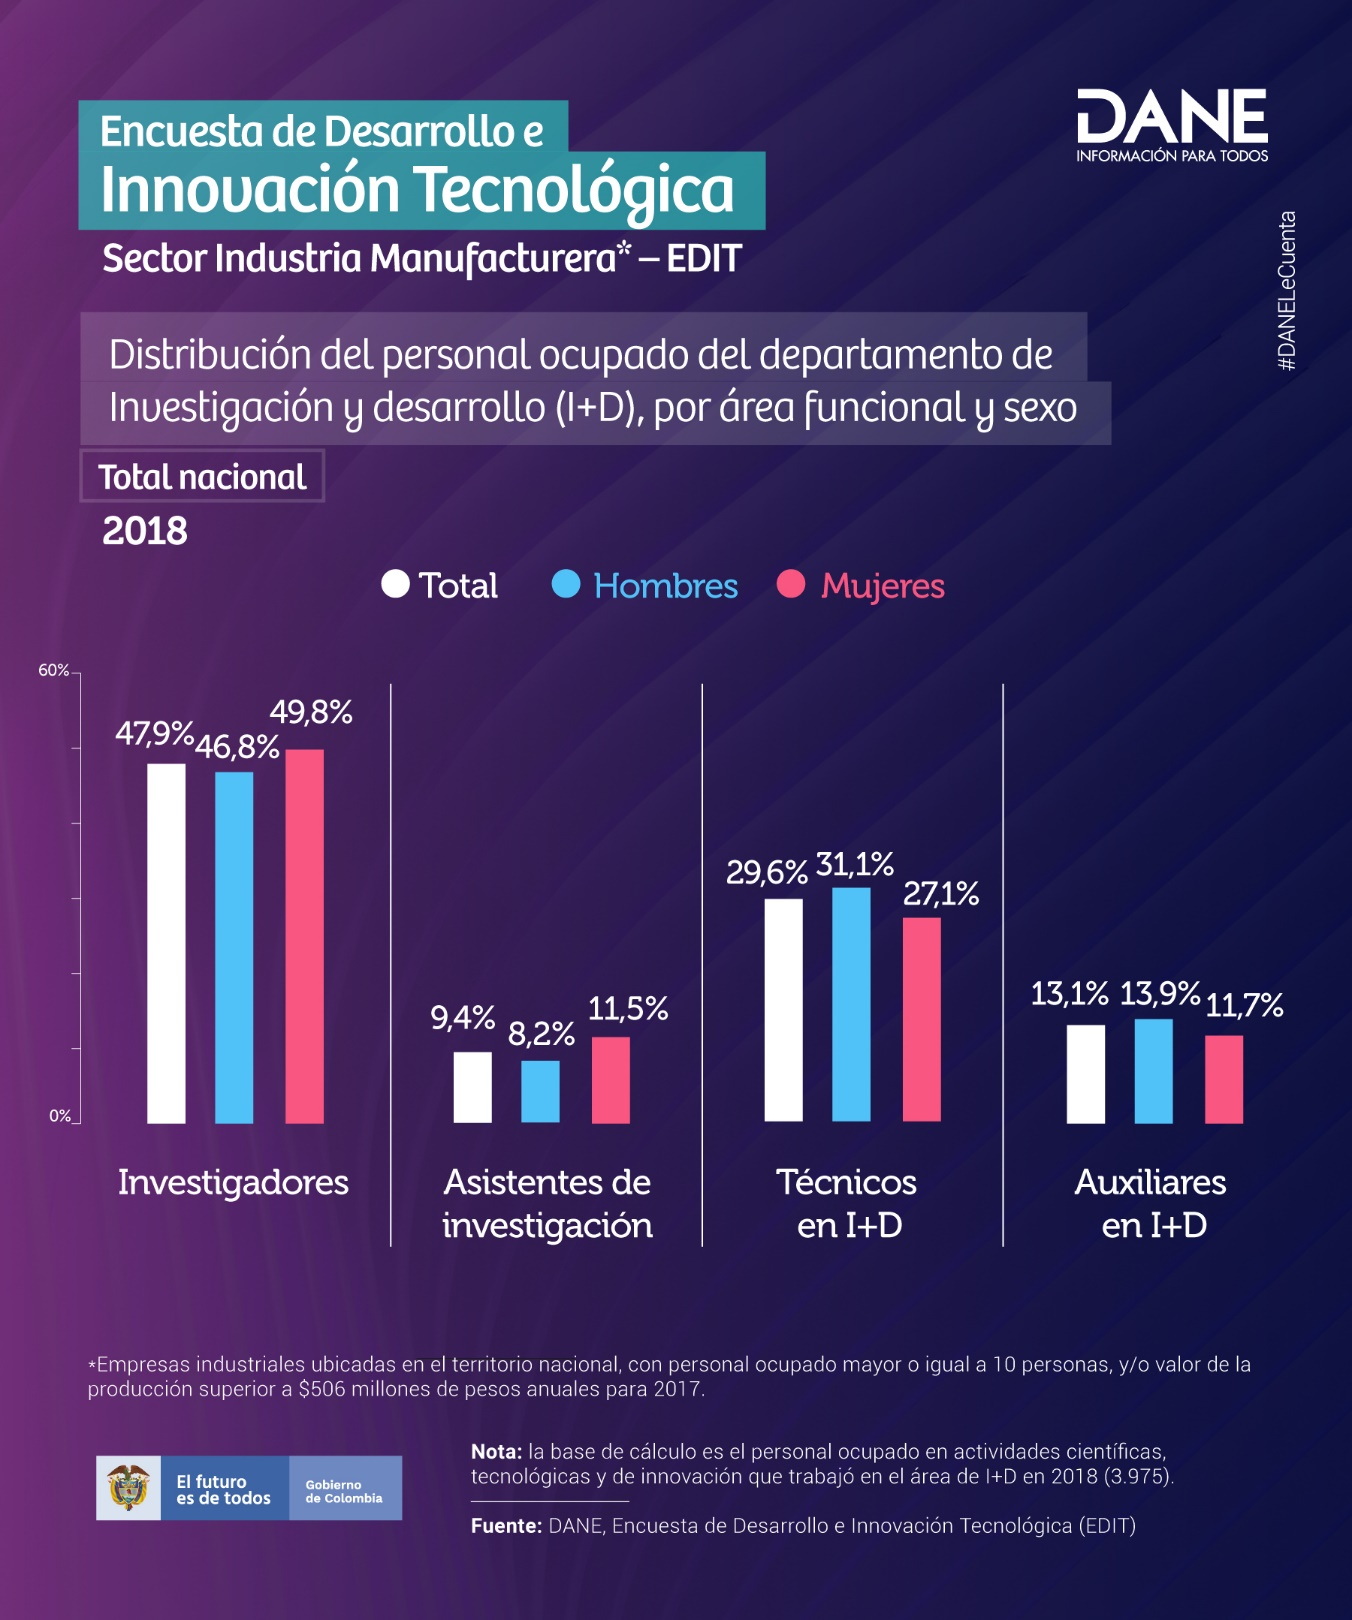 Encuesta de Desarrollo e
Innovación Tecnológica
Sector Industria Manufacturera* – EDIT
DANE
INFORMACIÓN PARA TODOS
#DANELeCuenta
Distribución del personal ocupado del departamento de
Investigación y desarrollo (I+D), por área funcional y sexo
Total nacional
2018
Total Hombres Mujeres
60%
0%
47,9% 46,8% 49,8%
Investigadores
9,4% 8,2% 11,5%
Asistentes de
investigación
29,6% 31,1% 27,1%
Técnicos
en I+D
13,1% 13,9% 11,7%
Auxiliares
en I+D
*Empresas industriales ubicadas en el territorio nacional, con personal ocupado mayor o igual a 10 personas, y/o valor de la
producción superior a $506 millones de pesos anuales para 2017.
El futuro
es de todos
Gobierno
de Colombia
Nota: la base de cálculo es el personal ocupado en actividades científicas,
tecnológicas y de innovación que trabajó en el área de I+D en 2018 (3.975).
Fuente: DANE, Encuesta de Desarrollo e Innovación Tecnológica (EDIT)